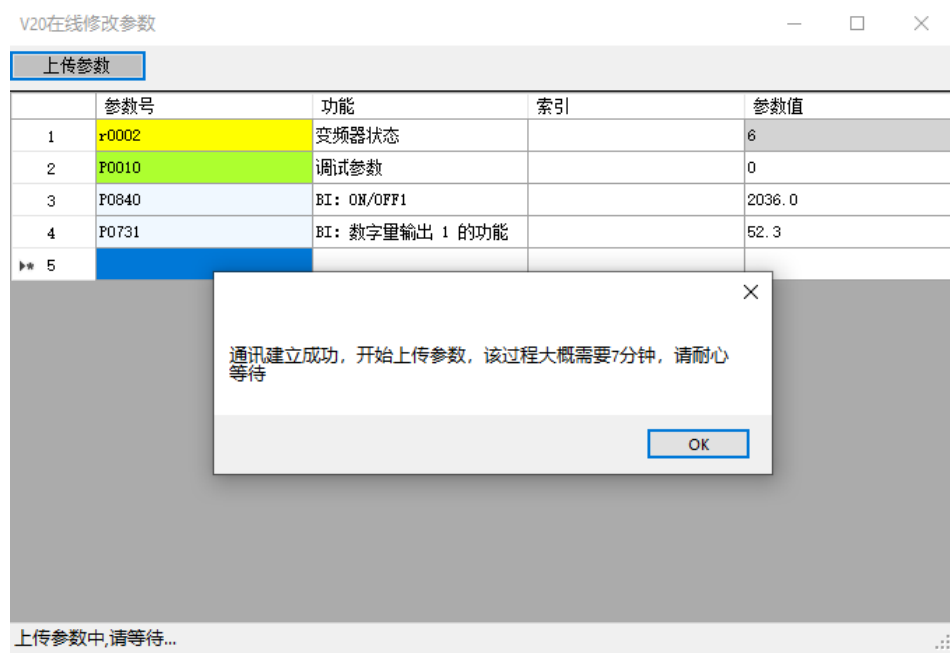 V20在线修改参数
上传参数
参数号 功能 索引 参数值
1 r0002 变频器状态 6
2 P0010 调试参数 0
3 P0840 BI: ON/OFF1 2036.0
4 P0731 BI: 数字量输出 1 的功能 52.3
5
通讯建立成功，开始上传参数，该过程大概需要7分钟，请耐心
等待
OK
上传参数中,请等待...